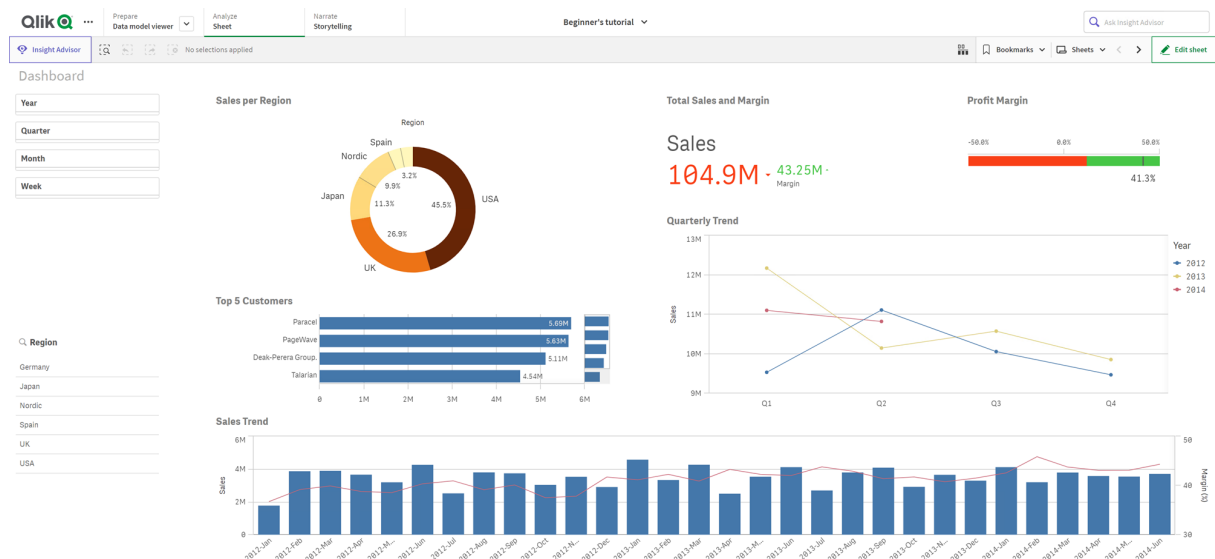 Qlik
Prepare
Data model viewer
Analyze
Sheet
Narrate
Storytelling
Beginner's tutorial
Ask Insight Advisor
Insight Advisor
No selections applied
Bookmarks
Sheets
Edit sheet
Dashboard
Year
Quarter
Month
Week
Region
Germany
Japan
Nordic
Spain
UK
USA
Sales per Region
Region
Spain
Nordic
Japan
UK
USA
3.2%
9.9%
11.3%
26.9%
45.5%
Top 5 Customers
Paracel
PageWave
Deak-Perera Group.
Talarian
5.69M
5.63M
5.11M
4.54M
0 1M 2M 3M 4M 5M 6M
Total Sales and Margin
Sales
104.9M
43.25M
Margin
Profit Margin
-50.0% 0.0% 50.0%
41.3%
Quarterly Trend
13M
12M
11M
10M
9M
Sales
Q1 Q2 Q3 Q4
Year
2012
2013
2014
Sales Trend
6M
4M
2M
0
Sales
50
40
30
Margin (%)
2012-Jan
2012-Feb
2012-Mar
2012-Apr
2012-M...
2012-Jun
2012-Jul
2012-Aug
2012-Sep
2012-Oct
2012-N...
2012-Dec
2013-Jan
2013-Feb
2013-Mar
2013-Apr
2013-M...
2013-Jun
2013-Jul
2013-Aug
2013-Sep
2013-Oct
2013-N...
2013-Dec
2014-Jan
2014-Feb
2014-Mar
2014-Apr
2014-M...
2014-Jun